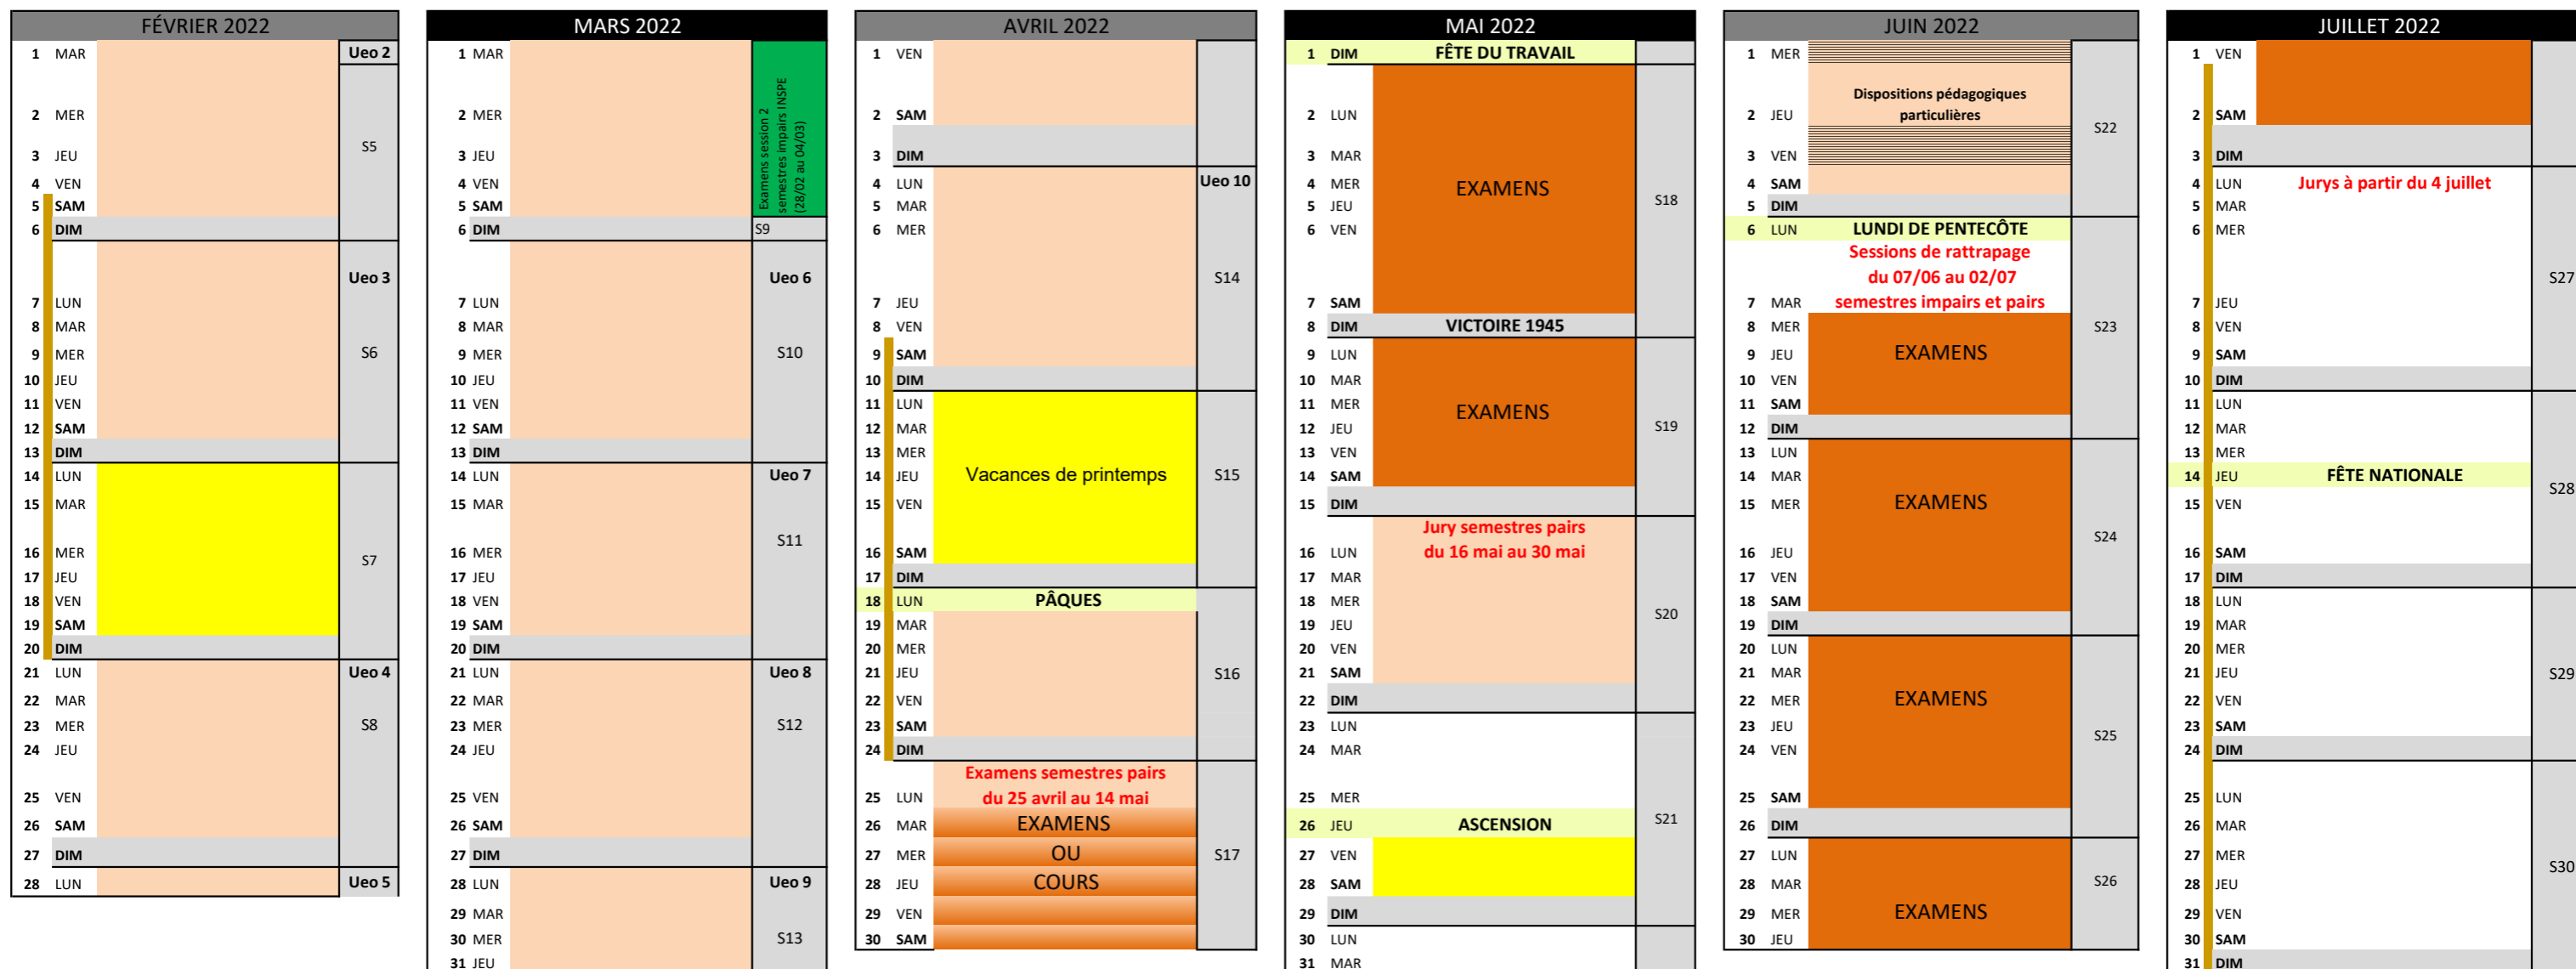 FÉVRIER 2022
1 MAR Ueo 2
2 MER
S5
3 JEU
4 VEN
5 SAM
6 DIM
Ueo 3
7 LUN
8 MAR
9 MER S6
10 JEU
11 VEN
12 SAM
13 DIM
14 LUN
15 MAR
16 MER
S7
17 JEU
18 VEN
19 SAM
20 DIM
21 LUN Ueo 4
22 MAR
23 MER S8
24 JEU
25 VEN
26 SAM
27 DIM
28 LUN Ueo 5
MARS 2022
1 MAR
2 MER
3 JEU
4 VEN
5 SAM
Examens session 2
semestres impairs INSPE
(28/02 au 04/03)
6 DIM S9
Ueo 6
7 LUN
8 MAR
9 MER S10
10 JEU
11 VEN
12 SAM
13 DIM
14 LUN Ueo 7
15 MAR
S11
16 MER
17 JEU
18 VEN
19 SAM
20 DIM
21 LUN Ueo 8
22 MAR
23 MER S12
24 JEU
25 VEN
26 SAM
27 DIM
28 LUN Ueo 9
29 MAR
30 MER S13
31 JEU
AVRIL 2022
1 VEN
2 SAM
3 DIM
4 LUN Ueo 10
5 MAR
6 MER
S14
7 JEU
8 VEN
9 SAM
10 DIM
11 LUN
12 MAR
13 MER
14 JEU Vacances de printemps S15
15 VEN
16 SAM
17 DIM
18 LUN PÂQUES
19 MAR
20 MER
21 JEU S16
22 VEN
23 SAM
24 DIM
Examens semestres pairs
25 LUN du 25 avril au 14 mai
26 MAR EXAMENS
27 MER OU S17
28 JEU COURS
29 VEN
30 SAM
MAI 2022
1 DIM FÊTE DU TRAVAIL
2 LUN
3 MAR
4 MER EXAMENS
5 JEU S18
6 VEN
7 SAM
8 DIM VICTOIRE 1945
9 LUN
10 MAR
11 MER EXAMENS
12 JEU S19
13 VEN
14 SAM
15 DIM
Jury semestres pairs
16 LUN du 16 mai au 30 mai
17 MAR
18 MER
S20
19 JEU
20 VEN
21 SAM
22 DIM
23 LUN
24 MAR
25 MER
26 JEU ASCENSION S21
27 VEN
28 SAM
29 DIM
30 LUN
31 MAR
JUIN 2022
1 MER
Dispositions pédagogiques
2 JEU particulières
S22
3 VEN
4 SAM
5 DIM
6 LUN LUNDI DE PENTECÔTE
Sessions de rattrapage
du 07/06 au 02/07
7 MAR semestres impairs et pairs
8 MER S23
9 JEU EXAMENS
10 VEN
11 SAM
12 DIM
13 LUN
14 MAR
15 MER EXAMENS
S24
16 JEU
17 VEN
18 SAM
19 DIM
20 LUN
21 MAR
22 MER EXAMENS
23 JEU
S25
24 VEN
25 SAM
26 DIM
27 LUN
28 MAR S26
29 MER EXAMENS
30 JEU
JUILLET 2022
1 VEN
2 SAM
3 DIM
4 LUN Jurys à partir du 4 juillet
5 MAR
6 MER
S27
7 JEU
8 VEN
9 SAM
10 DIM
11 LUN
12 MAR
13 MER
14 JEU FÊTE NATIONALE
S28
15 VEN
16 SAM
17 DIM
18 LUN
19 MAR
20 MER
21 JEU S29
22 VEN
23 SAM
24 DIM
25 LUN
26 MAR
27 MER
S30
28 JEU
29 VEN
30 SAM
31 DIM